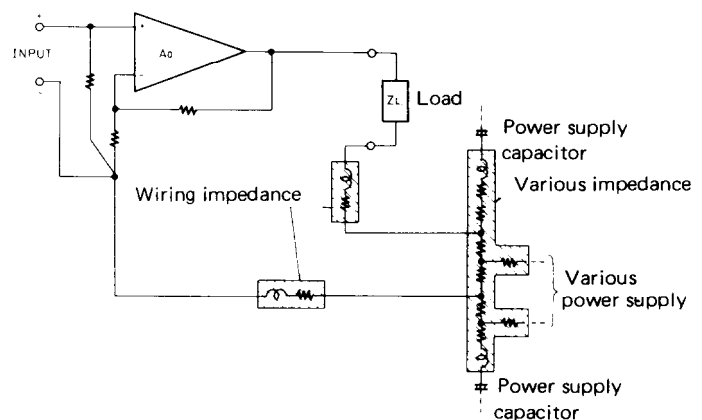 +
INPUT
-
+
A₀
-
ZL
Load
Power supply
capacitor
Various impedance
Wiring impedance
Various
power supply
Power supply
capacitor